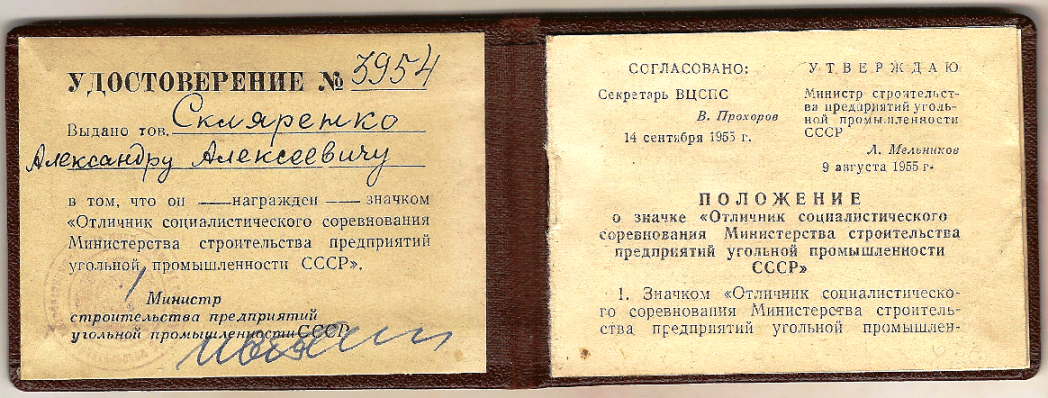 УДОСТОВЕРЕНИЕ № 3954
Выдано тов. Скляренко
Александру Алексеевичу
в том, что он — награжден — значком
«Отличник социалистического соревнования
Министерства строительства предприятий
угольной промышленности СССР».
Министр
строительства предприятий
угольной промышленности СССР
СОГЛАСОВАНО:
Секретарь ВЦСПС
В. Прохоров
14 сентября 1955 г.
УТВЕРЖДАЮ
Министр строительст-
ва предприятий уголь-
ной промышленности
СССР
Л. Мельников
9 августа 1955 г.
ПОЛОЖЕНИЕ
о значке «Отличник социалистического
соревнования Министерства строительства
предприятий угольной промышленности
СССР»
1. Значком «Отличник социалистическо-
го соревнования Министерства строитель-
ства предприятий угольной промышлен-